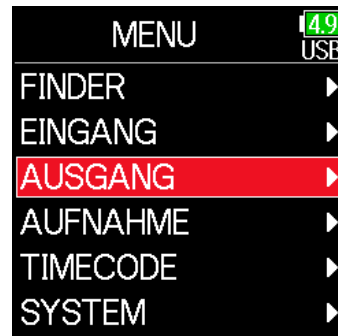 MENU
4.9
USB
FINDER
EINGANG
AUSGANG
AUFNAHME
TIMECODE
SYSTEM